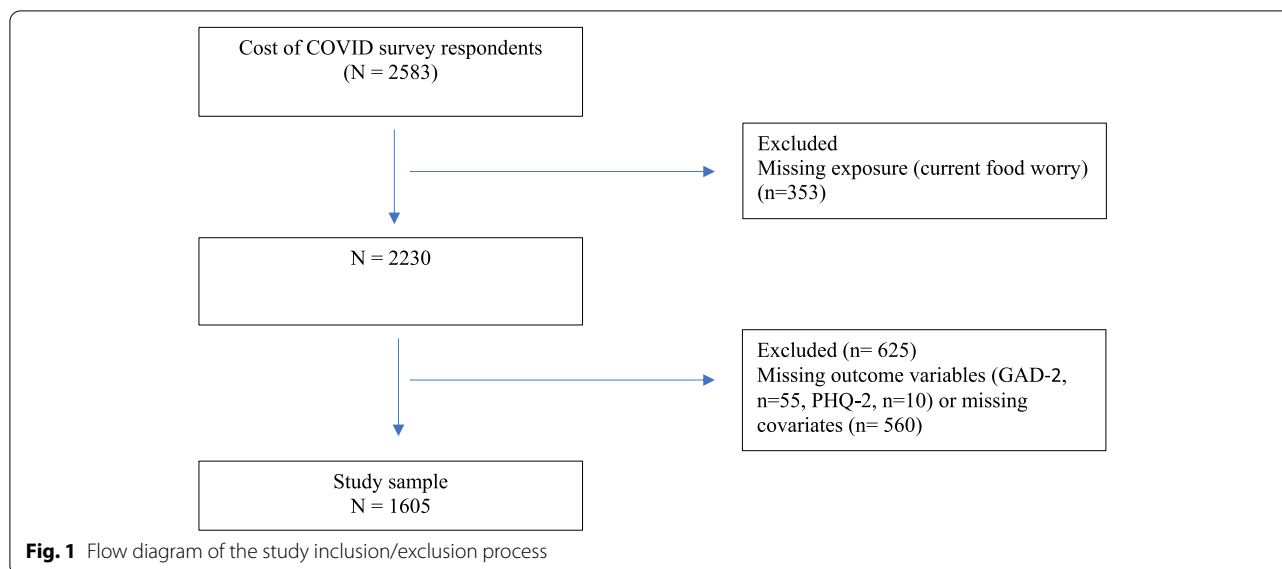 Cost of COVID survey respondents
(N = 2583)
Excluded
Missing exposure (current food worry)
(n=353)
N = 2230
Excluded (n= 625)
Missing outcome variables (GAD-2,
n=55, PHQ-2, n=10) or missing
covariates (n= 560)
Study sample
N = 1605
Fig. 1 Flow diagram of the study inclusion/exclusion process